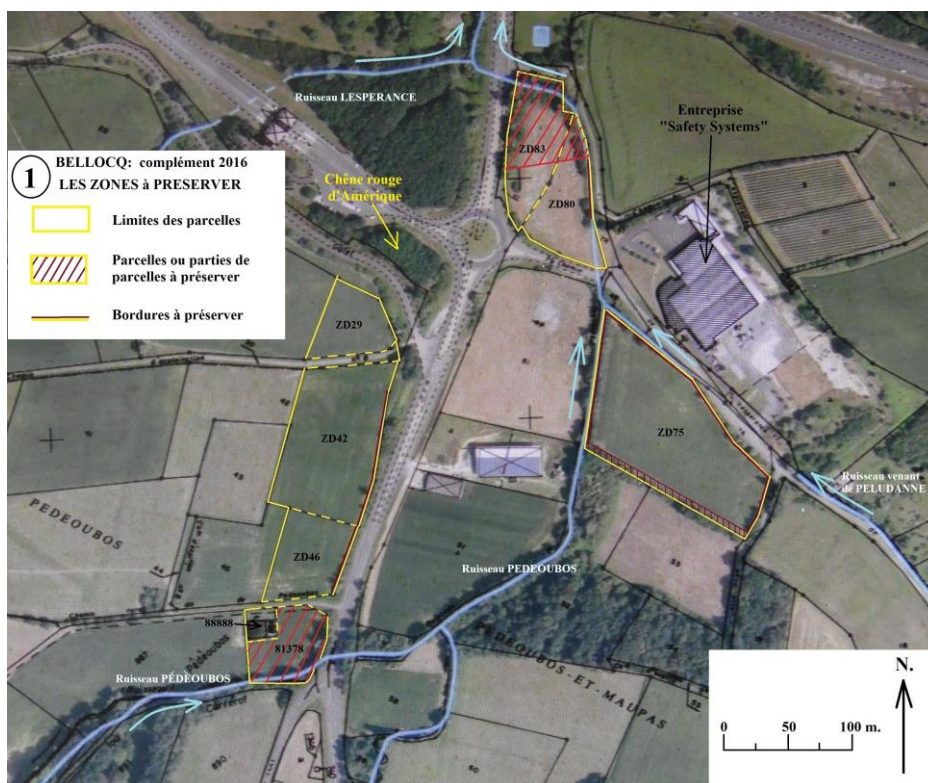 Ruisseau LESPERANCE
Entreprise
"Safety Systems"
1
BELLOCQ: complément 2016
LES ZONES à PRESERVER
Limites des parcelles
Parcelles ou parties de
parcelles à préserver
Bordures à préserver
Chêne rouge
d'Amérique
ZD83
ZD80
ZD29
ZD42
ZD75
ZD46
PEDEOUBOS
Ruisseau venant
de PELUDANNE
Ruisseau PEDEOUBOS
88888
81378
Pédéoubos
Ruisseau PÉDEOUBOS
PEDEOUBOS-ET-MAUPAS
N.
0 50 100 m.